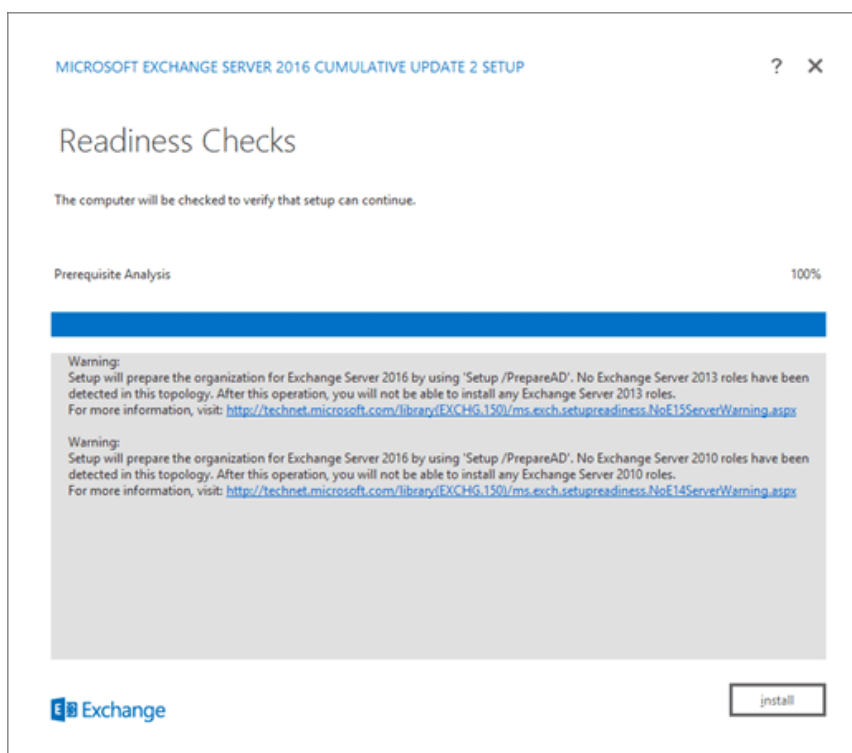 MICROSOFT EXCHANGE SERVER 2016 CUMULATIVE UPDATE 2 SETUP
? ✕
Readiness Checks
The computer will be checked to verify that setup can continue.
Prerequisite Analysis 100%
Warning:
Setup will prepare the organization for Exchange Server 2016 by using 'Setup /PrepareAD'. No Exchange Server 2013 roles have been
detected in this topology. After this operation, you will not be able to install any Exchange Server 2013 roles.
For more information, visit: http://technet.microsoft.com/library(EXCHG.150)/ms.exch.setupreadiness.NoE15ServerWarning.aspx
Warning:
Setup will prepare the organization for Exchange Server 2016 by using 'Setup /PrepareAD'. No Exchange Server 2010 roles have been
detected in this topology. After this operation, you will not be able to install any Exchange Server 2010 roles.
For more information, visit: http://technet.microsoft.com/library(EXCHG.150)/ms.exch.setupreadiness.NoE14ServerWarning.aspx
E Exchange
install